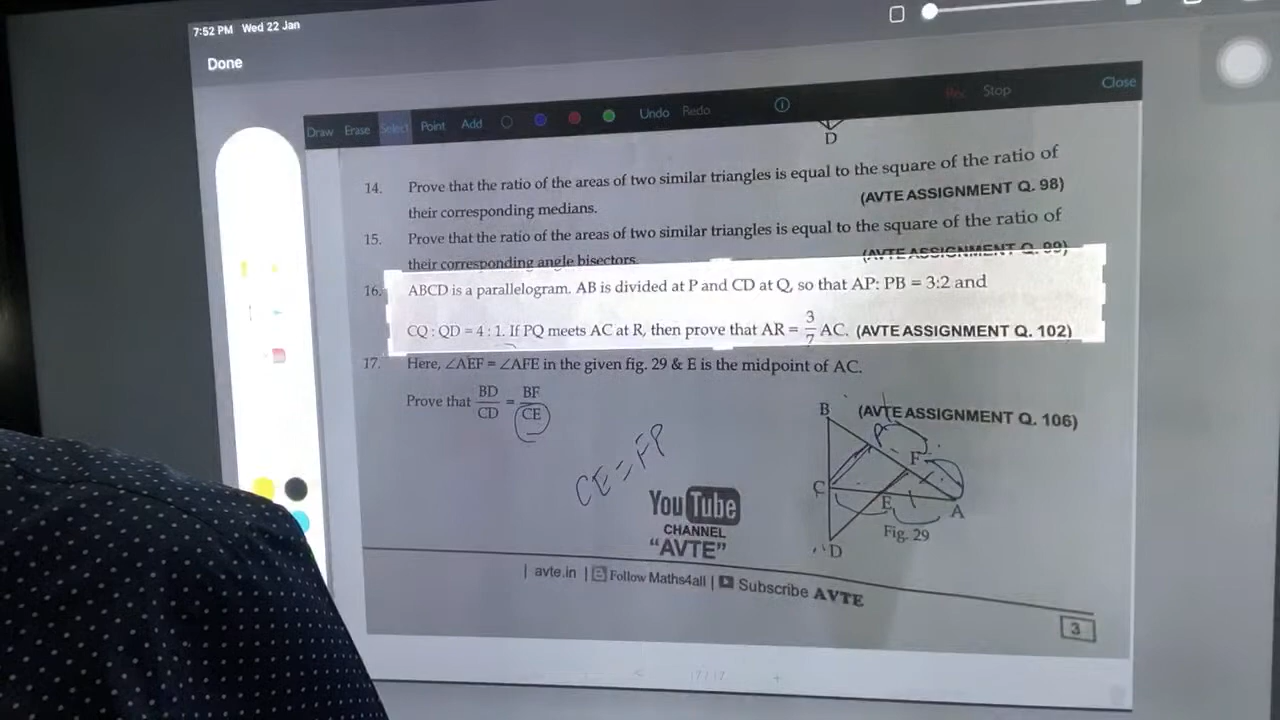 7:52 PM Wed 22 Jan
Done
Draw Erase Select Point Add Undo Redo Rec Stop Close
D
14. Prove that the ratio of the areas of two similar triangles is equal to the square of the ratio of
their corresponding medians. (AVTE ASSIGNMENT Q. 98)
15. Prove that the ratio of the areas of two similar triangles is equal to the square of the ratio of
their corresponding angle bisectors. (AVTE ASSIGNMENT Q. 99)
16. ABCD is a parallelogram. AB is divided at P and CD at Q, so that AP: PB = 3:2 and
CQ : QD = 4 : 1. If PQ meets AC at R, then prove that AR = 3/7 AC. (AVTE ASSIGNMENT Q. 102)
17. Here, ∠AEF = ∠AFE in the given fig. 29 & E is the midpoint of AC.
Prove that BD/CD = BF/CE
(AVTE ASSIGNMENT Q. 106)
B
P
F
C
E
A
D
Fig. 29
CE = FP
YouTube
CHANNEL
"AVTE"
| avte.in | Follow Maths4all | Subscribe AVTE
3
17 / 17